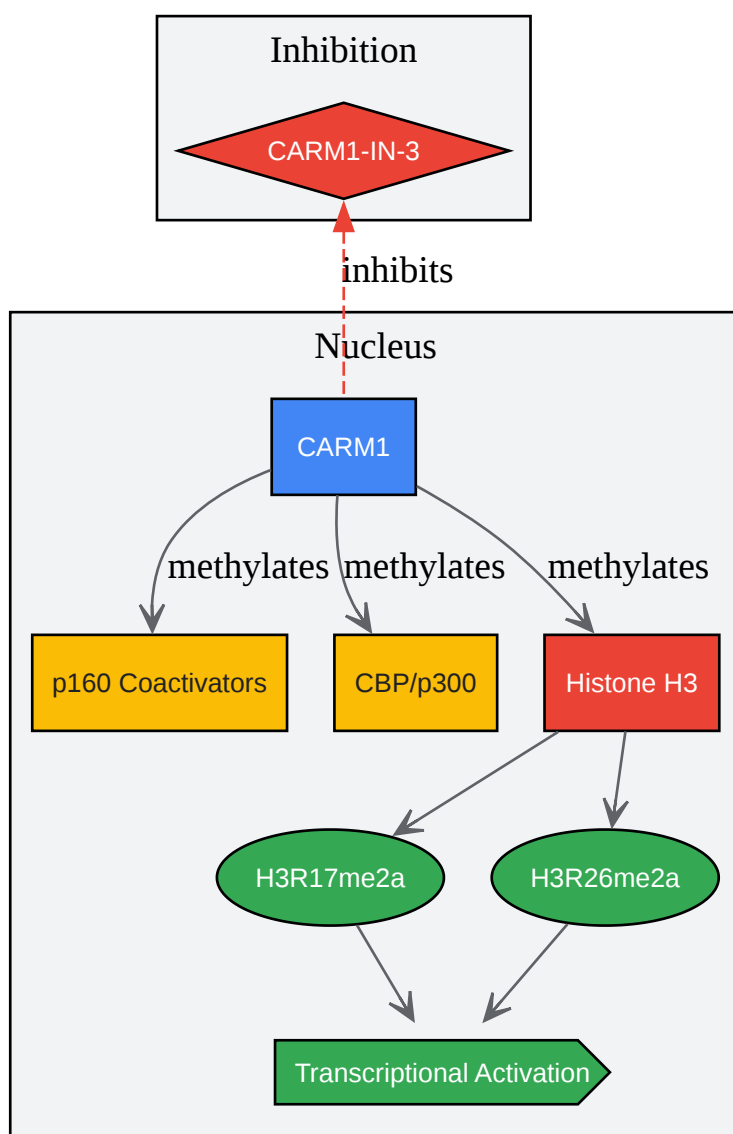 Inhibition
CARM1-IN-3
inhibits
Nucleus
CARM1
methylates methylates methylates
p160 Coactivators CBP/p300 Histone H3
H3R17me2a H3R26me2a
Transcriptional Activation